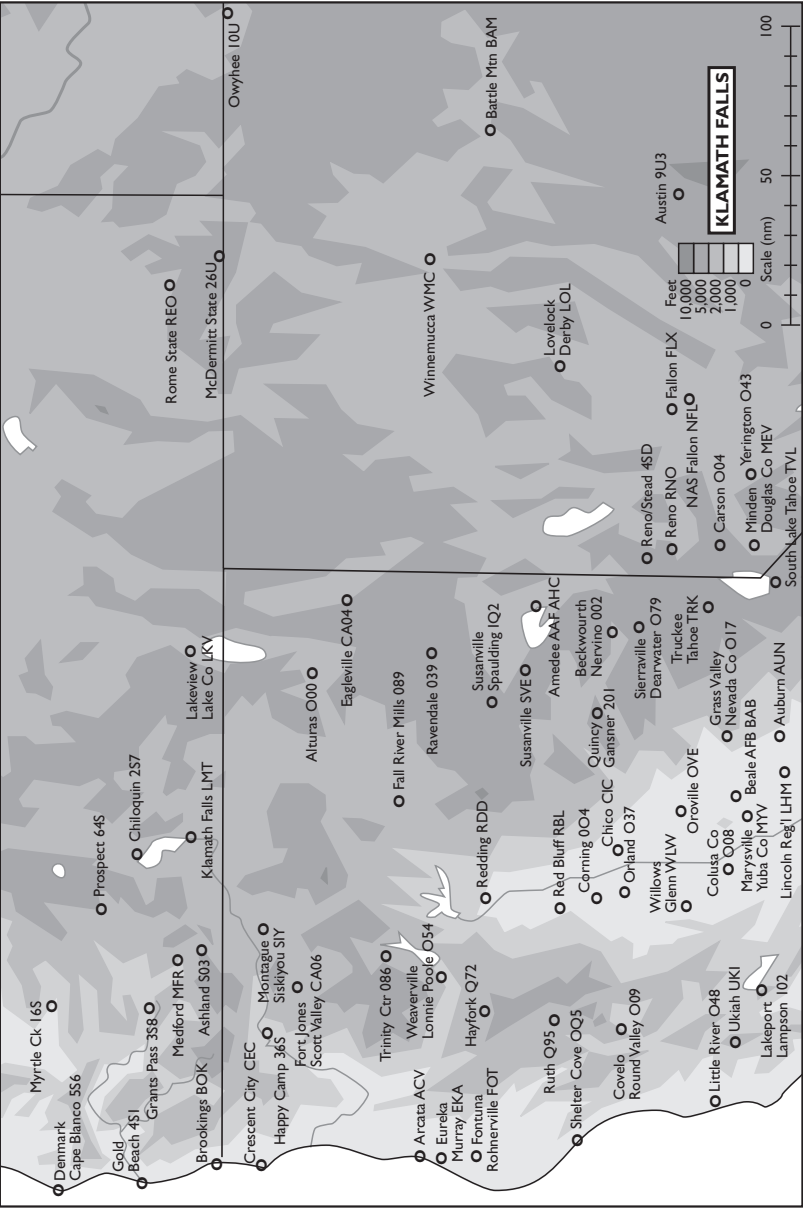 Myrtle Ck 16S
Denmark
Cape Blanco 5S6
Prospect 64S
Gold
Beach 4S1
Chiloquin 2S7
Grants Pass 3S8
Rome State REO
Medford MFR
Lakeview
Lake Co LKV
Brookings BOK
Ashland S03
Klamath Falls LMT
McDermitt State 26U
Owyhee 10U
Crescent City CEC
Montague
Siskiyou SIY
Happy Camp 36S
Fort Jones
Scott Valley CA06
Alturas O00
Eagleville CA04
Trinity Ctr 086
Fall River Mills 089
Arcata ACV
Weaverville
Lonnie Poole O54
Ravendale 039
Winnemucca WMC
Eureka
Murray EKA
Hayfork Q72
Fontuna
Rohnerville FOT
Redding RDD
Susanville
Spaulding 1Q2
Battle Mtn BAM
Susanville SVE
Amedee AAF AHC
Ruth Q95
Red Bluff RBL
Lovelock
Derby LOL
Shelter Cove OQ5
Corning 0O4
Quincy
Gansner 201
Beckwourth
Nervino 002
Chico CIC
Covelo
Round Valley O09
Orland O37
Sierraville
Dearwater O79
Reno/Stead 4SD
Willows
Glenn WLW
Oroville OVE
Truckee
Tahoe TRK
Reno RNO
Fallon FLX
NAS Fallon NFL
Austin 9U3
Little River O48
Colusa Co
O08
Grass Valley
Nevada Co O17
Carson O04
Ukiah UKI
Marysville
Yuba Co MYV
Beale AFB BAB
Minden
Douglas Co MEV
Yerington O43
Lakeport
Lampson 102
Lincoln Reg'l LHM
Auburn AUN
South Lake Tahoe TVL
Feet
10,000
5,000
2,000
1,000
0
KLAMATH FALLS
Scale (nm)
0
50
100